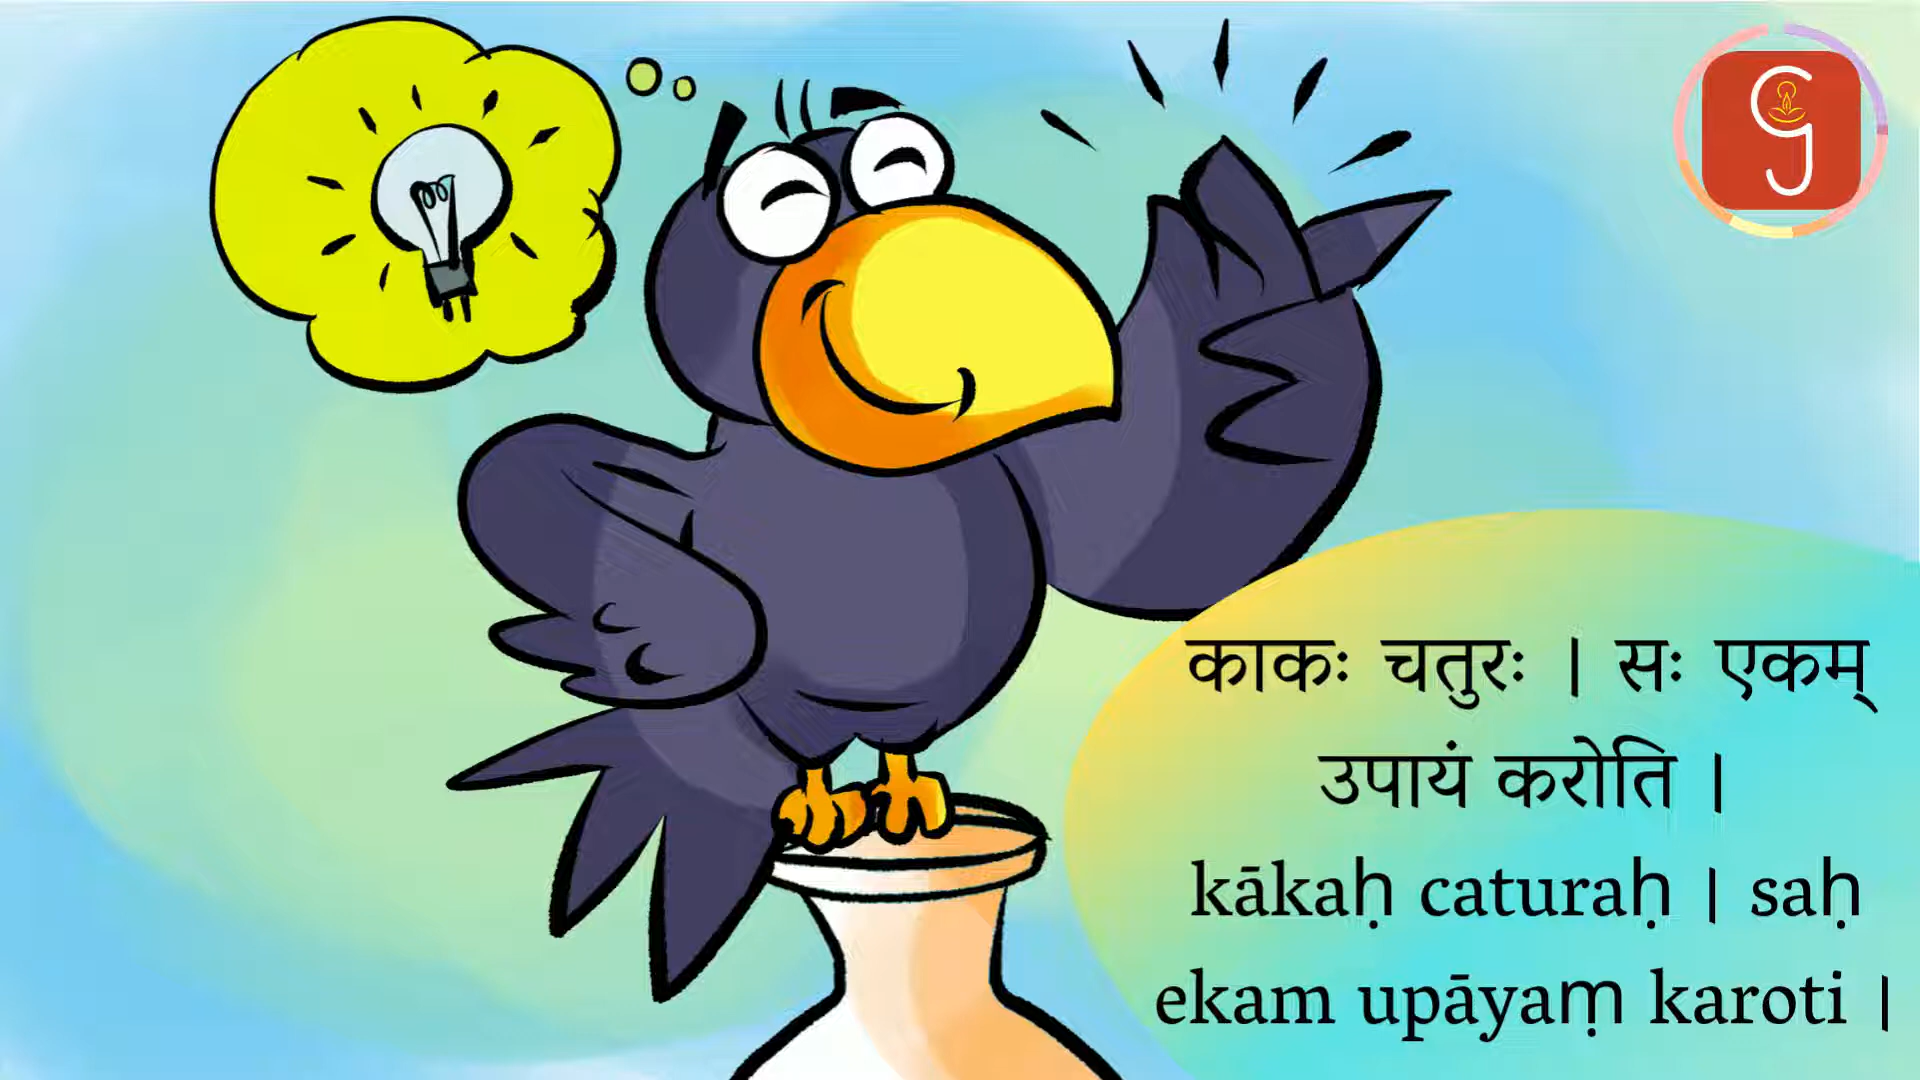 काकः चतुरः । सः एकम्
उपायं करोति ।
kākaḥ caturaḥ | saḥ
ekam upāyaṃ karoti |